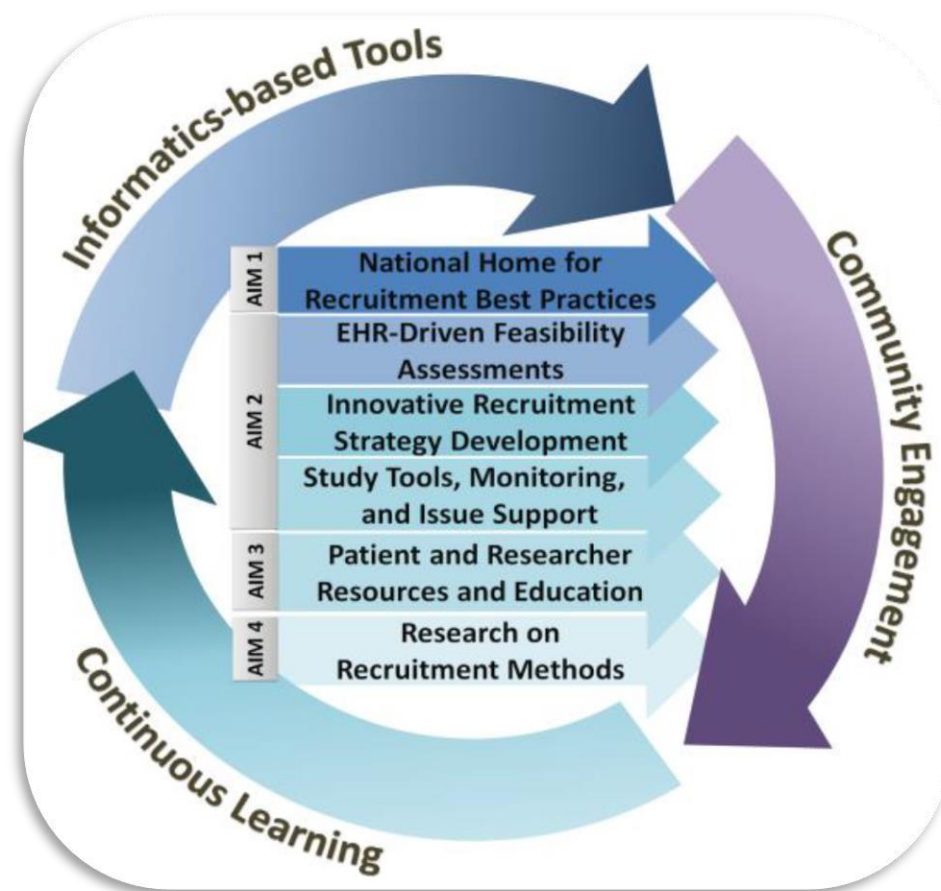 Informatics-based Tools
Community Engagement
Continuous Learning
AIM 1
National Home for
Recruitment Best Practices
AIM 2
EHR-Driven Feasibility
Assessments
Innovative Recruitment
Strategy Development
Study Tools, Monitoring,
and Issue Support
AIM 3
Patient and Researcher
Resources and Education
AIM 4
Research on
Recruitment Methods